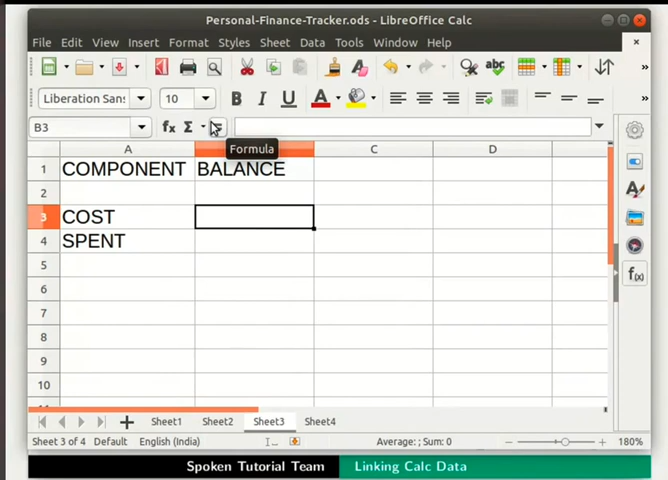 Personal-Finance-Tracker.ods - LibreOffice Calc
File Edit View Insert Format Styles Sheet Data Tools Window Help
Liberation Sans 10
B3
Formula
A B C D
1 COMPONENT BALANCE
2
3 COST
4 SPENT
5
6
7
8
9
10
Sheet1 Sheet2 Sheet3 Sheet4
Sheet 3 of 4 Default English (India) Average: ; Sum: 0 180%
Spoken Tutorial Team Linking Calc Data